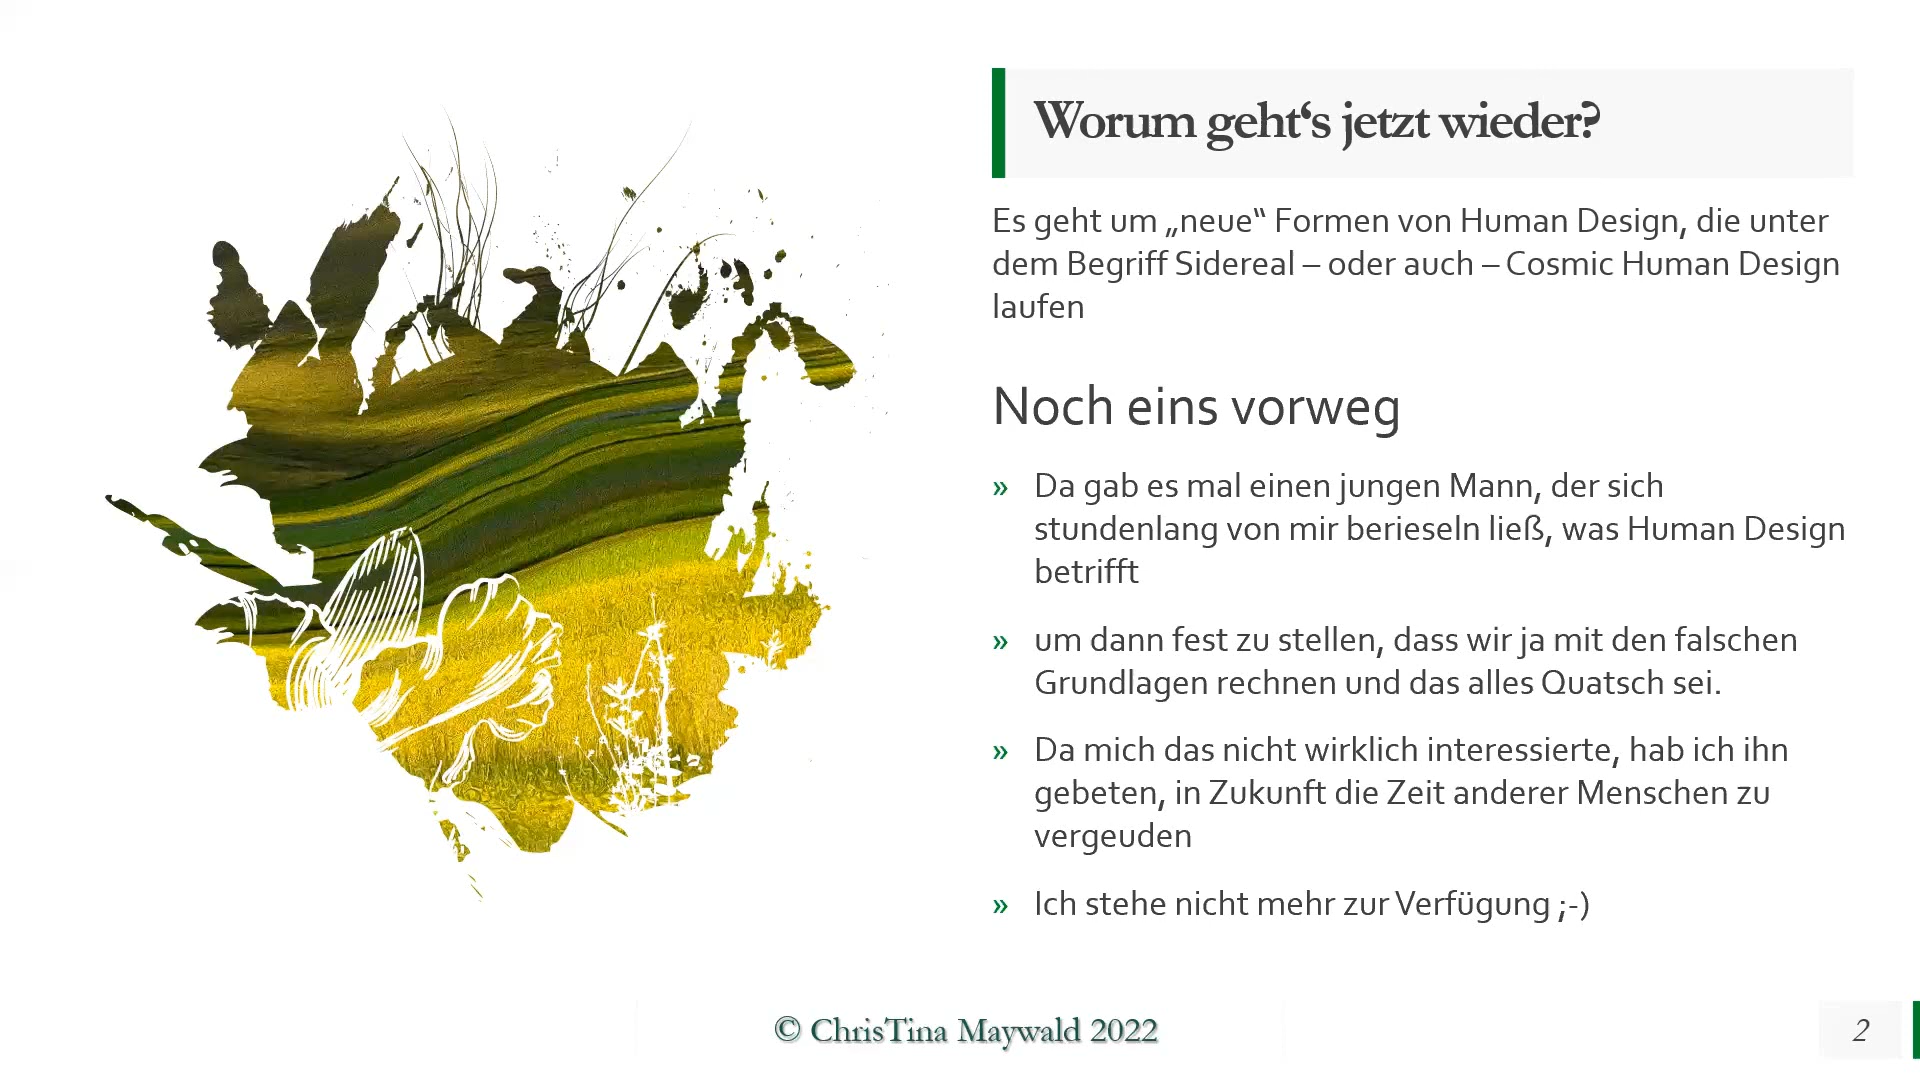 Worum geht‘s jetzt wieder?
Es geht um „neue“ Formen von Human Design, die unter
dem Begriff Sidereal – oder auch – Cosmic Human Design
laufen
Noch eins vorweg
» Da gab es mal einen jungen Mann, der sich
stundenlang von mir berieseln ließ, was Human Design
betrifft
» um dann fest zu stellen, dass wir ja mit den falschen
Grundlagen rechnen und das alles Quatsch sei.
» Da mich das nicht wirklich interessierte, hab ich ihn
gebeten, in Zukunft die Zeit anderer Menschen zu
vergeuden
» Ich stehe nicht mehr zur Verfügung ;-)
© ChrisTina Maywald 2022
2